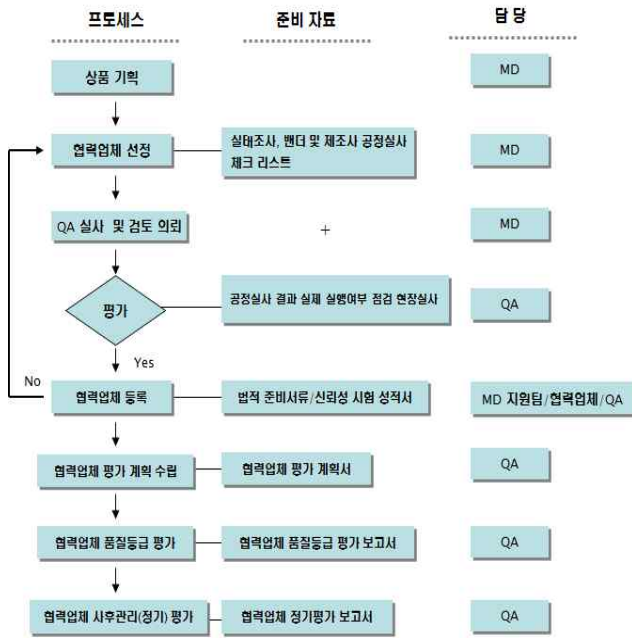 프로세스 준비 자료 담 당
상품 기획 MD
협력업체 선정 실태조사, 밴더 및 제조사 공정실사 MD
체크 리스트
QA 실사 및 검토 의뢰 + MD
평가 공정실사 결과 실제 실행여부 점검 현장실사 QA
Yes
No
협력업체 등록 법적 준비서류/신뢰성 시험 성적서 MD 지원팀/협력업체/QA
협력업체 평가 계획 수립 협력업체 평가 계획서 QA
협력업체 품질등급 평가 협력업체 품질등급 평가 보고서 QA
협력업체 사후관리(정기) 평가 협력업체 정기평가 보고서 QA